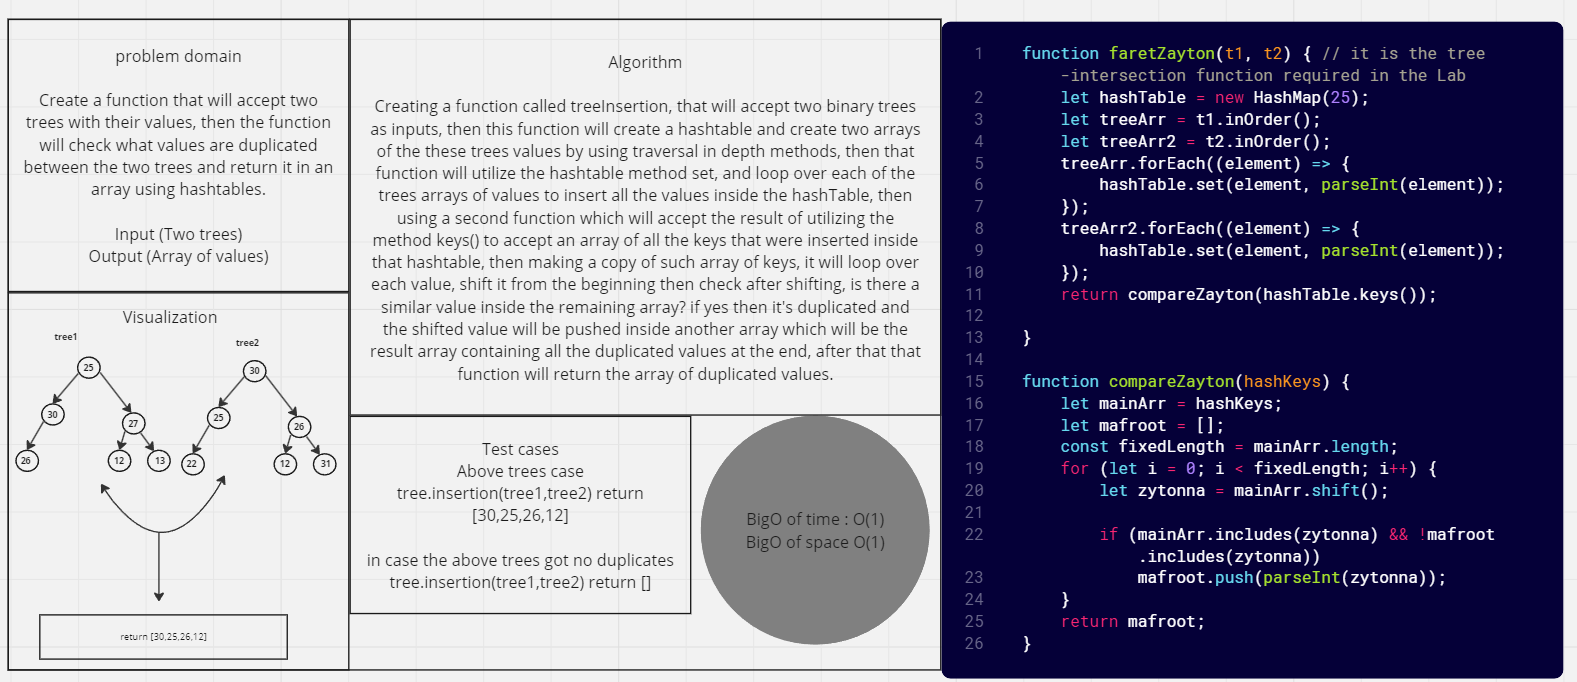 problem domain
Create a function that will accept two
trees with their values, then the function
will check what values are duplicated
between the two trees and return it in an
array using hashtables.
Input (Two trees)
Output (Array of values)
Visualization
tree1
tree2
25
30
30
27
25
26
26
12
13
22
12
31
return [30,25,26,12]
Algorithm
Creating a function called treeInsertion, that will accept two binary trees
as inputs, then this function will create a hashtable and create two arrays
of the these trees values by using traversal in depth methods, then that
function will utilize the hashtable method set, and loop over each of the
trees arrays of values to insert all the values inside the hashTable, then
using a second function which will accept the result of utilizing the
method keys() to accept an array of all the keys that were inserted inside
that hashtable, then making a copy of such array of keys, it will loop over
each value, shift it from the beginning then check after shifting, is there a
similar value inside the remaining array? if yes then it's duplicated and
the shifted value will be pushed inside another array which will be the
result array containing all the duplicated values at the end, after that that
function will return the array of duplicated values.
Test cases
Above trees case
tree.insertion(tree1,tree2) return
[30,25,26,12]
in case the above trees got no duplicates
tree.insertion(tree1,tree2) return []
BigO of time : O(1)
BigO of space O(1)
1 function faretZayton(t1, t2) { // it is the tree
-intersection function required in the Lab
2 let hashTable = new HashMap(25);
3 let treeArr = t1.inOrder();
4 let treeArr2 = t2.inOrder();
5 treeArr.forEach((element) => {
6 hashTable.set(element, parseInt(element));
7 });
8 treeArr2.forEach((element) => {
9 hashTable.set(element, parseInt(element));
10 });
11 return compareZayton(hashTable.keys());
12
13 }
14
15 function compareZayton(hashKeys) {
16 let mainArr = hashKeys;
17 let mafroot = [];
18 const fixedLength = mainArr.length;
19 for (let i = 0; i < fixedLength; i++) {
20 let zytonna = mainArr.shift();
21
22 if (mainArr.includes(zytonna) && !mafroot
.includes(zytonna))
23 mafroot.push(parseInt(zytonna));
24 }
25 return mafroot;
26 }